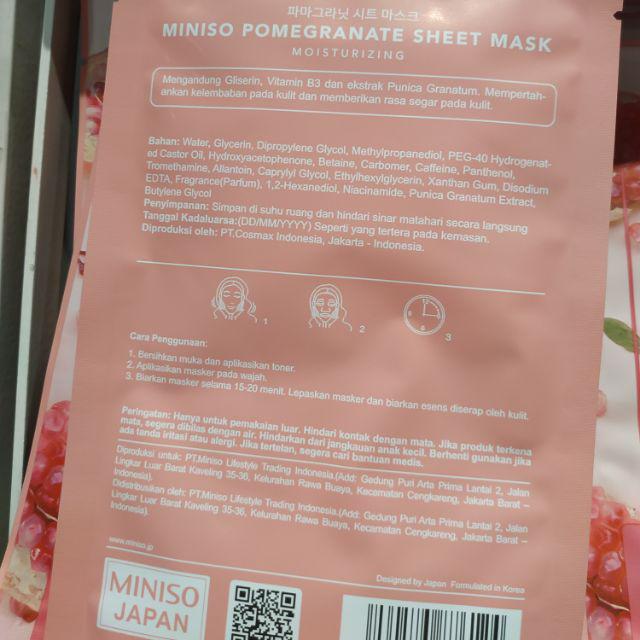 파마그라닛 시트 마스크
MINISO POMEGRANATE SHEET MASK
MOISTURIZING
Mengandung Gliserin, Vitamin B3 dan ekstrak Punica Granatum. Mempertah-
ankan kelembaban pada kulit dan memberikan rasa segar pada kulit.
Bahan: Water, Glycerin, Dipropylene Glycol, Methylpropanediol, PEG-40 Hydrogenat-
ed Castor Oil, Hydroxyacetophenone, Betaine, Carbomer, Caffeine, Panthenol,
Tromethamine, Allantoin, Caprylyl Glycol, Ethylhexylglycerin, Xanthan Gum, Disodium
EDTA, Fragrance(Parfum), 1,2-Hexanediol, Niacinamide, Punica Granatum Extract,
Butylene Glycol
Penyimpanan: Simpan di suhu ruang dan hindari sinar matahari secara langsung
Tanggal Kadaluarsa:(DD/MM/YYYY) Seperti yang tertera pada kemasan.
Diproduksi oleh: PT.Cosmax Indonesia, Jakarta - Indonesia.
1 2 3
Cara Penggunaan:
1. Bersihkan muka dan aplikasikan toner.
2. Aplikasikan masker pada wajah.
3. Biarkan masker selama 15-20 menit. Lepaskan masker dan biarkan esens diserap oleh kulit.
Peringatan: Hanya untuk pemakaian luar. Hindari kontak dengan mata. Jika produk terkena
mata, segera dibilas dengan air. Hindarkan dari jangkauan anak kecil. Berhenti gunakan jika
ada tanda iritasi atau alergi. Jika tertelan, segera cari bantuan medis.
Diproduksi untuk: PT.Miniso Lifestyle Trading Indonesia.(Add: Gedung Puri Arta Prima Lantai 2, Jalan
Lingkar Luar Barat Kaveling 35-36, Kelurahan Rawa Buaya, Kecamatan Cengkareng, Jakarta Barat –
Indonesia).
Didistribusikan oleh: PT.Miniso Lifestyle Trading Indonesia.(Add: Gedung Puri Arta Prima Lantai 2, Jalan
Lingkar Luar Barat Kaveling 35-36, Kelurahan Rawa Buaya, Kecamatan Cengkareng, Jakarta Barat –
Indonesia).
www.miniso.jp
Designed by Japan Formulated in Korea
MINISO
JAPAN